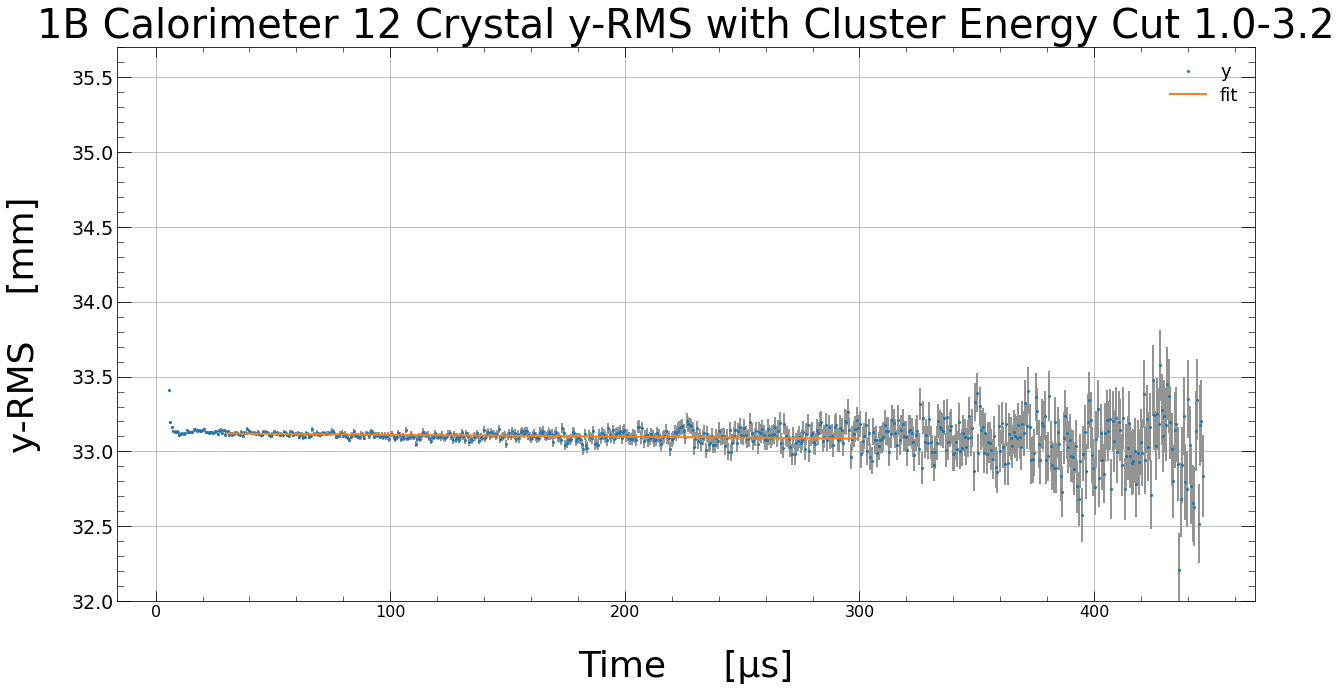 1B Calorimeter 12 Crystal y-RMS with Cluster Energy Cut 1.0-3.2
y
fit
35.5
35.0
34.5
34.0
33.5
33.0
32.5
32.0
y-RMS [mm]
0 100 200 300 400
Time [µs]